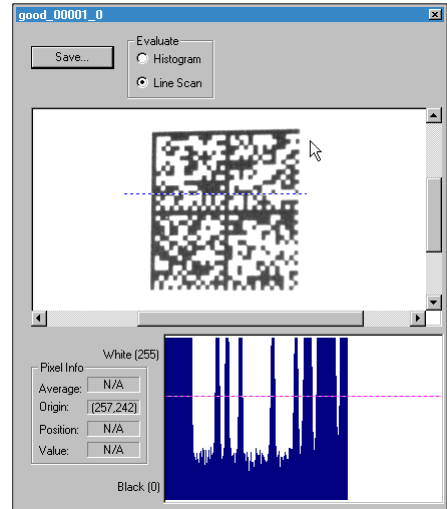 good_00001_0
Save...
Evaluate
Histogram
Line Scan
White (255)
Pixel Info
Average: N/A
Origin: (257,242)
Position: N/A
Value: N/A
Black (0)